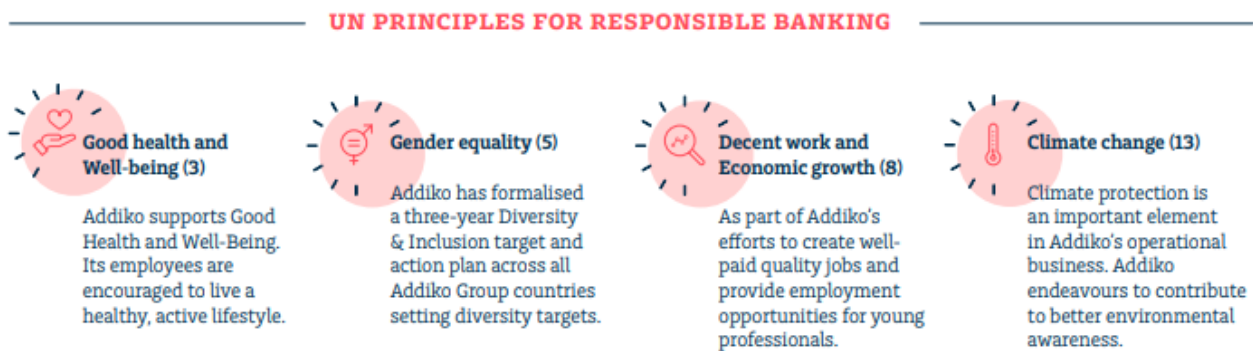 UN PRINCIPLES FOR RESPONSIBLE BANKING
Good health and
Well-being (3)
Addiko supports Good
Health and Well-Being.
Its employees are
encouraged to live a
healthy, active lifestyle.
Gender equality (5)
Addiko has formalised
a three-year Diversity
& Inclusion target and
action plan across all
Addiko Group countries
setting diversity targets.
Decent work and
Economic growth (8)
As part of Addiko's
efforts to create well-
paid quality jobs and
provide employment
opportunities for young
professionals.
Climate change (13)
Climate protection is
an important element
in Addiko's operational
business. Addiko
endeavours to contribute
to better environmental
awareness.